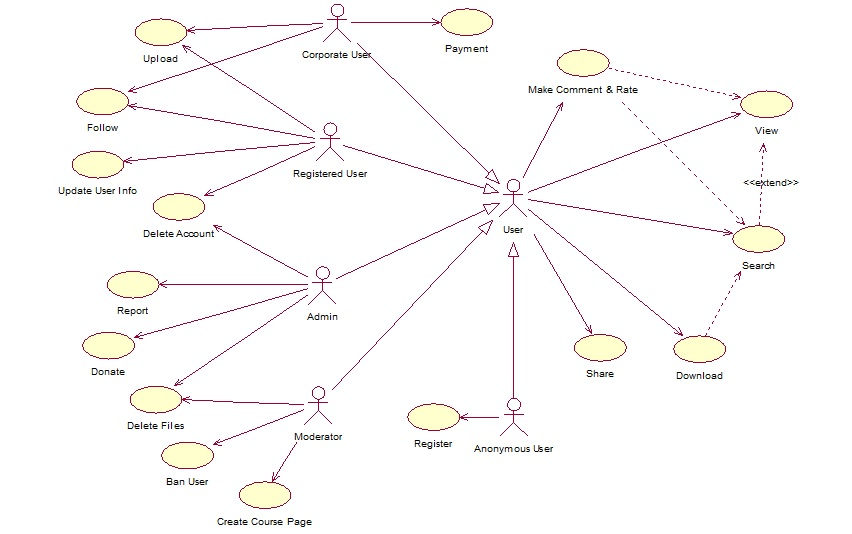 Corporate User
Payment
Upload
Make Comment & Rate
Follow
View
Registered User
Update User Info
<<extend>>
Delete Account
User
Search
Report
Admin
Donate
Share
Download
Delete Files
Moderator
Register
Anonymous User
Ban User
Create Course Page